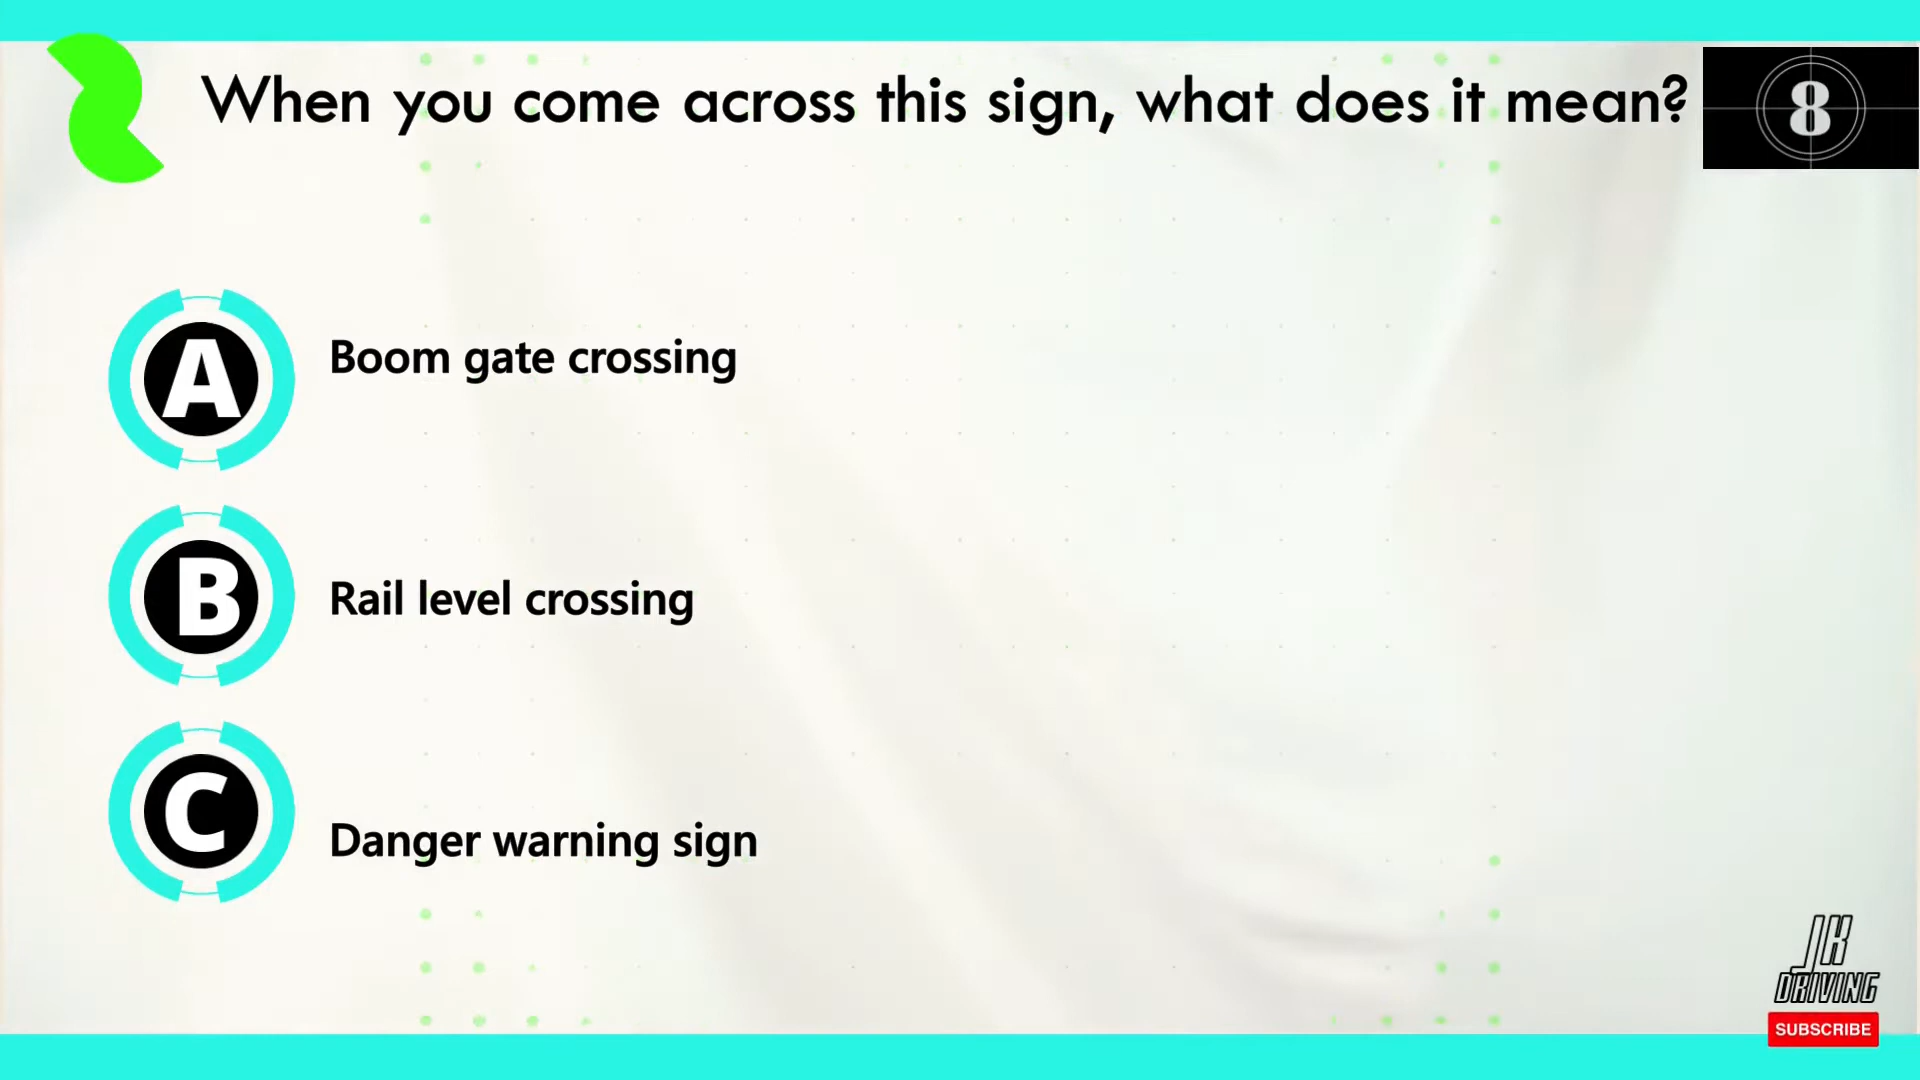 When you come across this sign, what does it mean?
8
A
Boom gate crossing
B
Rail level crossing
C
Danger warning sign
JK
DRIVING
SUBSCRIBE